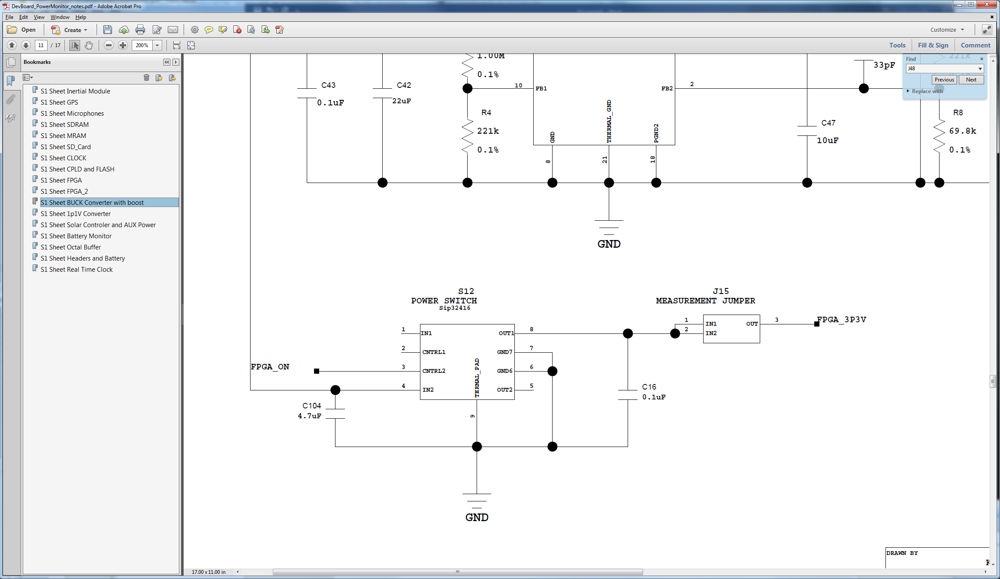 DevBoard_PowerMonitor_notes.pdf - Adobe Acrobat Pro
File Edit View Window Help
Open Create Customize
11 / 17 200% Tools Fill & Sign Comment
Bookmarks
S1 Sheet Inertial Module
S1 Sheet GPS
S1 Sheet Microphones
S1 Sheet SDRAM
S1 Sheet MRAM
S1 Sheet SD_Card
S1 Sheet CLOCK
S1 Sheet CPLD and FLASH
S1 Sheet FPGA
S1 Sheet FPGA_2
S1 Sheet BUCK Converter with boost
S1 Sheet 1p1V Converter
S1 Sheet Solar Controler and AUX Power
S1 Sheet Battery Monitor
S1 Sheet Octal Buffer
S1 Sheet Headers and Battery
S1 Sheet Real Time Clock
Find
J48
Previous Next
Replace with
1.00M
0.1%
33pF
221k
C43
0.1uF
C42
22uF
10 FB1
FB2 2
R4
221k
0.1%
GND
8
THERMAL_GND
21
PGND2
18
C47
10uF
R8
69.8k
0.1%
GND
S12
POWER SWITCH
Sip32416
1 IN1
2 CNTRL1
3 CNTRL2
4 IN2
OUT1 8
GND7 7
GND6 6
OUT2 5
TERMAL_PAD
9
FPGA_ON
C104
4.7uF
C16
0.1uF
J15
MEASUREMENT JUMPER
1 IN1
2 IN2
OUT 3
FPGA_3P3V
GND
DRAWN BY
17.00 x 11.00 in